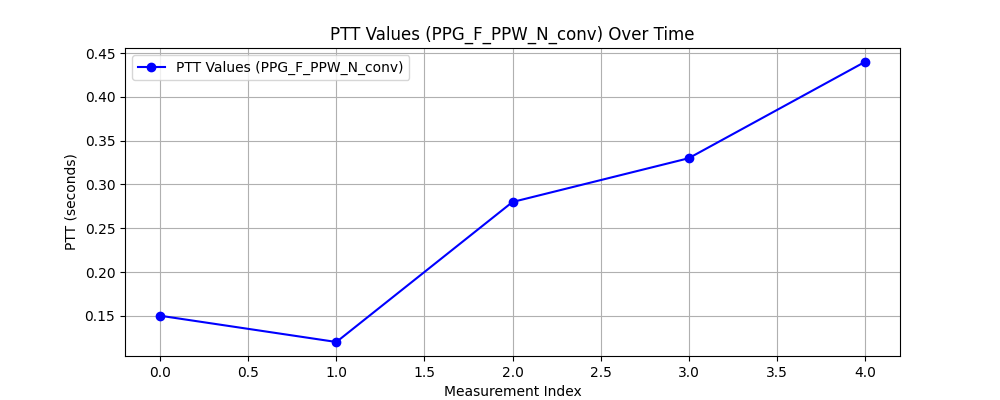 PTT Values (PPG_F_PPW_N_conv) Over Time
PTT Values (PPG_F_PPW_N_conv)
PTT (seconds)
0.45
0.40
0.35
0.30
0.25
0.20
0.15
0.0 0.5 1.0 1.5 2.0 2.5 3.0 3.5 4.0
Measurement Index